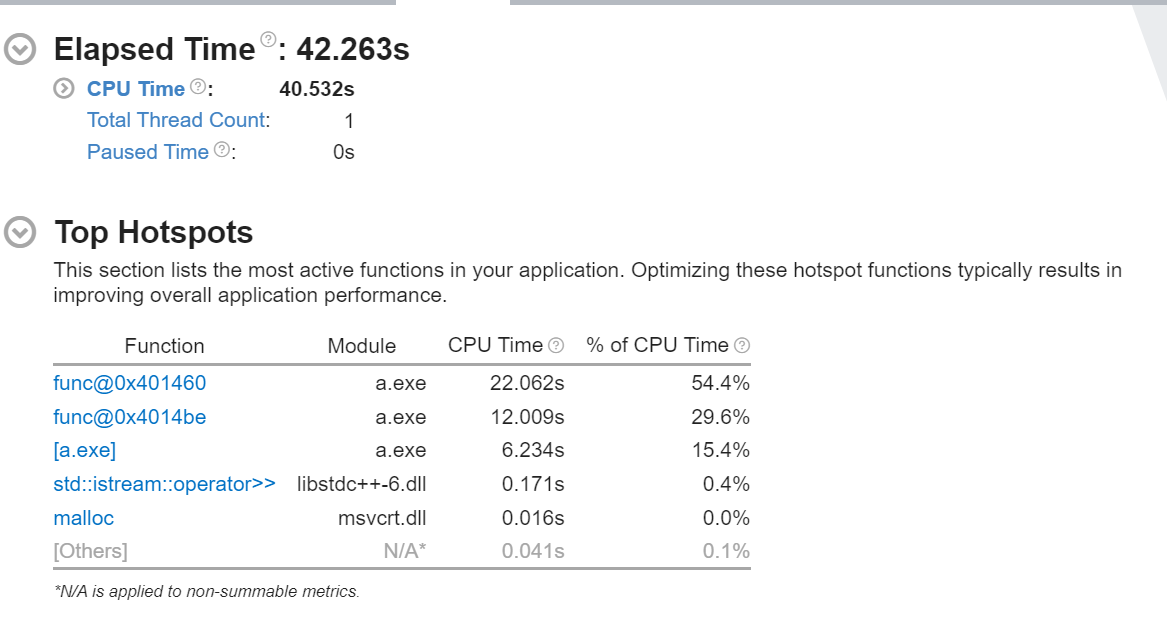 Elapsed Time ?: 42.263s
CPU Time ?: 40.532s
Total Thread Count: 1
Paused Time ?: 0s
Top Hotspots
This section lists the most active functions in your application. Optimizing these hotspot functions typically results in
improving overall application performance.
Function Module CPU Time ? % of CPU Time ?
func@0x401460 a.exe 22.062s 54.4%
func@0x4014be a.exe 12.009s 29.6%
[a.exe] a.exe 6.234s 15.4%
std::istream::operator>> libstdc++-6.dll 0.171s 0.4%
malloc msvcrt.dll 0.016s 0.0%
[Others] N/A* 0.041s 0.1%
*N/A is applied to non-summable metrics.